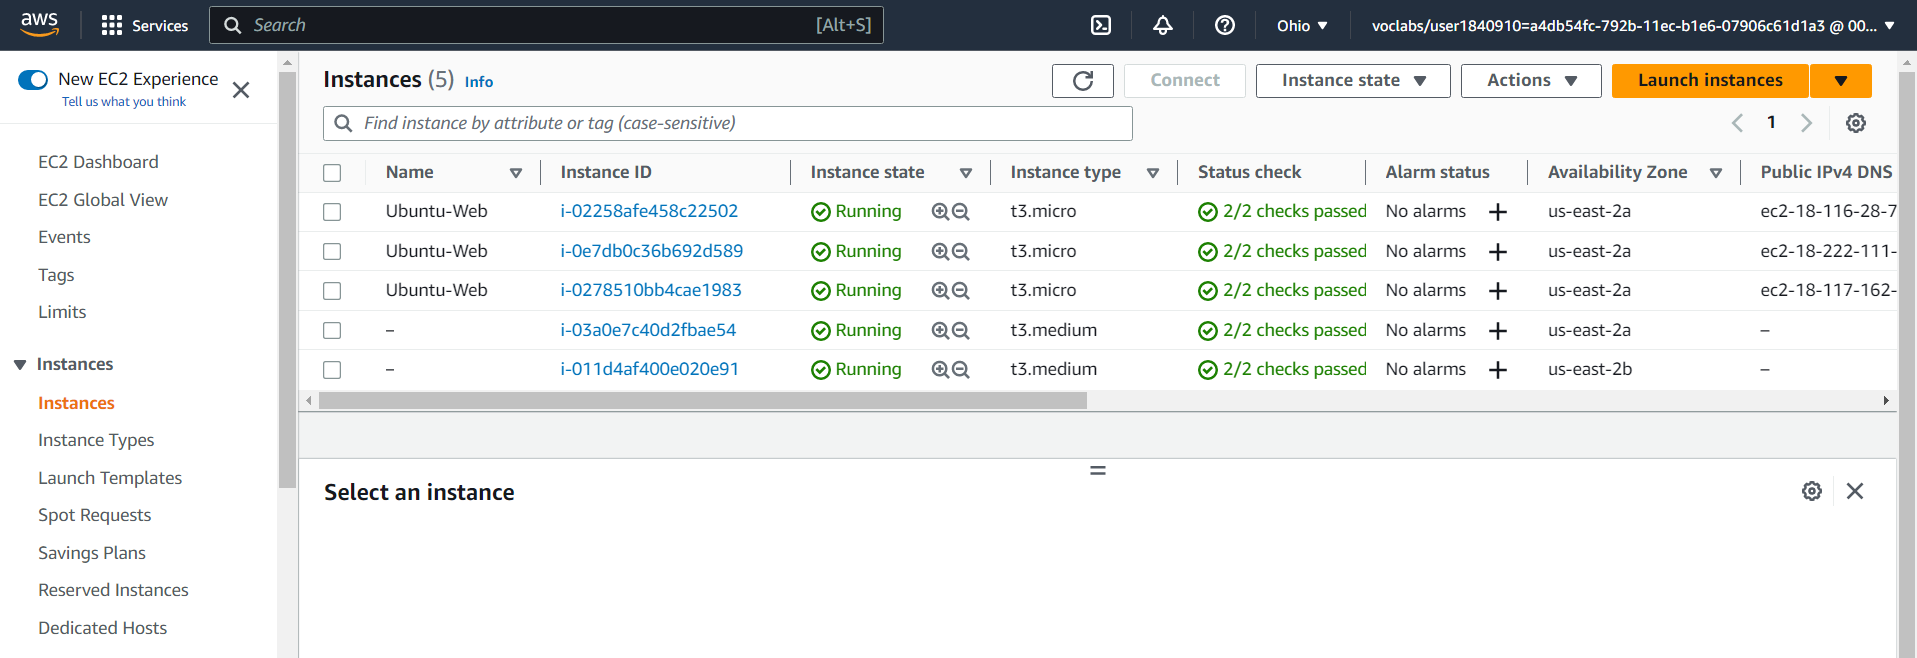 aws Services Search [Alt+S] Ohio voclabs/user1840910=a4db54fc-792b-11ec-b1e6-07906c61d1a3 @ 00...
New EC2 Experience
Tell us what you think
EC2 Dashboard
EC2 Global View
Events
Tags
Limits
Instances
Instances
Instance Types
Launch Templates
Spot Requests
Savings Plans
Reserved Instances
Dedicated Hosts
Instances (5) Info Connect Instance state Actions Launch instances
Find instance by attribute or tag (case-sensitive) 1
Name Instance ID Instance state Instance type Status check Alarm status Availability Zone Public IPv4 DNS
Ubuntu-Web i-02258afe458c22502 Running t3.micro 2/2 checks passed No alarms + us-east-2a ec2-18-116-28-7
Ubuntu-Web i-0e7db0c36b692d589 Running t3.micro 2/2 checks passed No alarms + us-east-2a ec2-18-222-111-
Ubuntu-Web i-0278510bb4cae1983 Running t3.micro 2/2 checks passed No alarms + us-east-2a ec2-18-117-162-
– i-03a0e7c40d2fbae54 Running t3.medium 2/2 checks passed No alarms + us-east-2a –
– i-011d4af400e020e91 Running t3.medium 2/2 checks passed No alarms + us-east-2b –
Select an instance